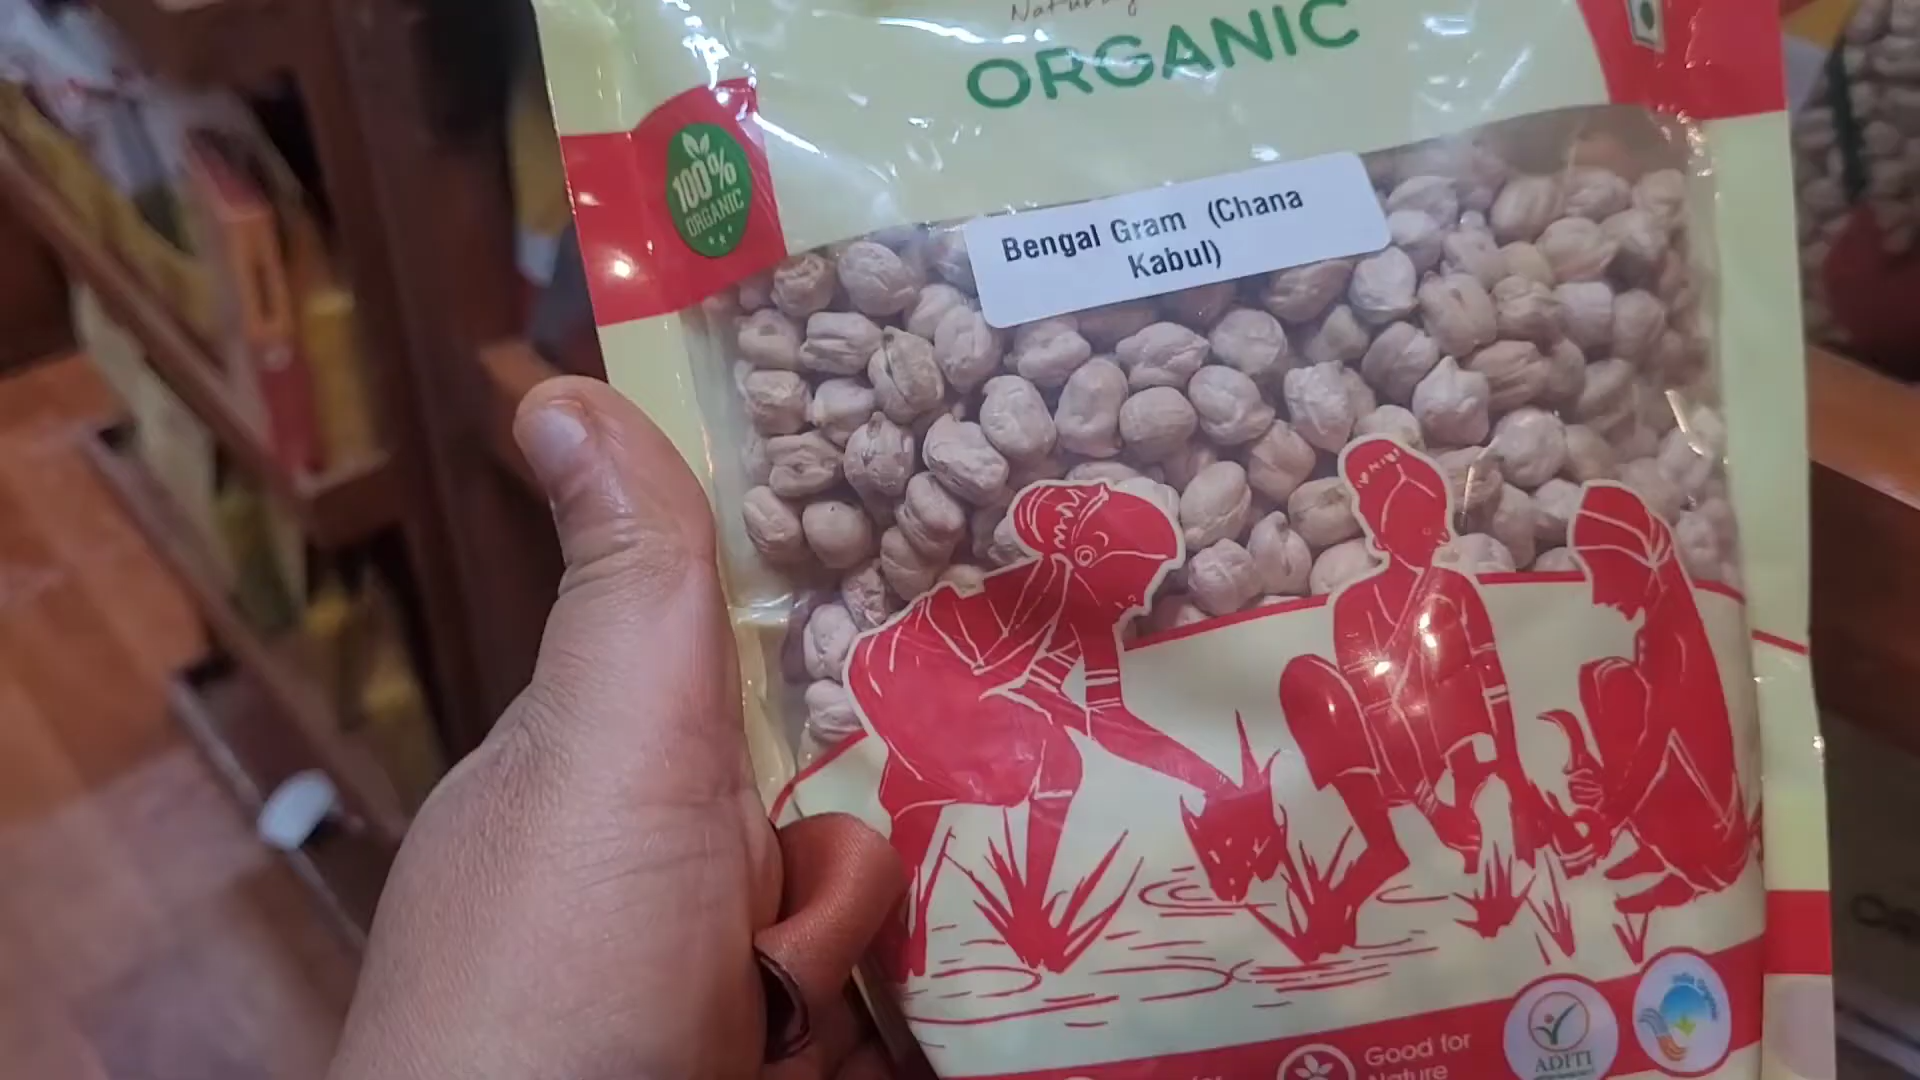 ORGANIC
100%
ORGANIC
Bengal Gram (Chana
Kabul)
Good for
Nature
ADITI